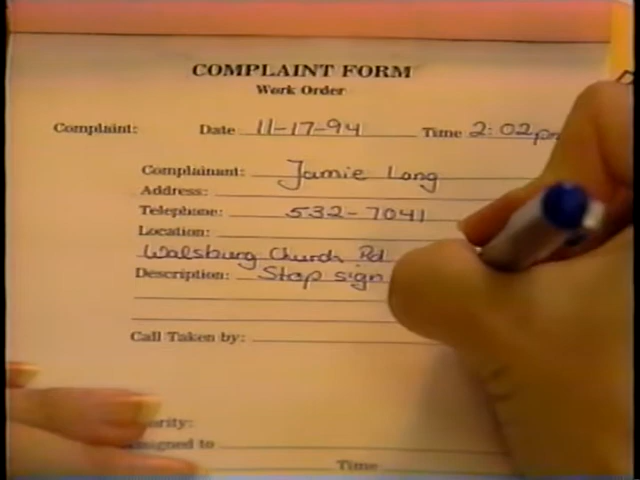 COMPLAINT FORM
Work Order
Complaint: Date 11-17-94 Time 2:02pm
Complainant: Jamie Long
Address:
Telephone: 532-7041
Location:
Walsburg Church Rd
Description: Stop sign
Call Taken by:
to
Time